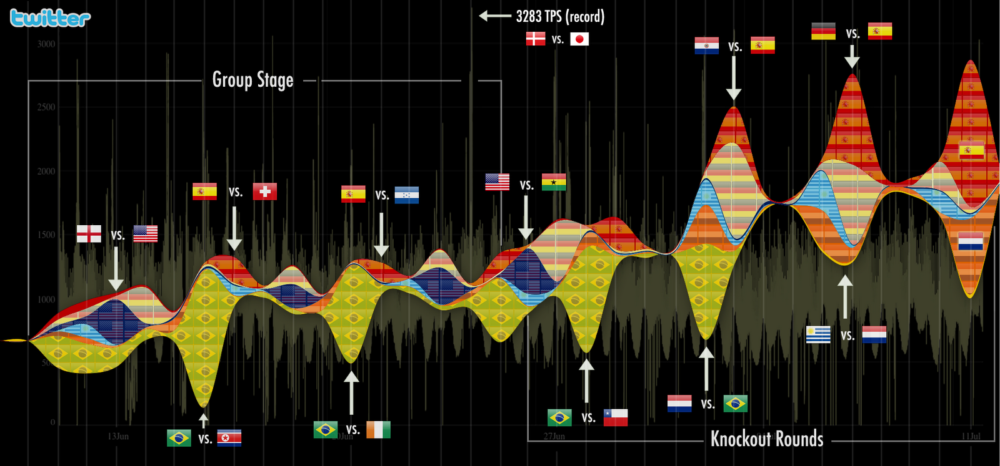 twitter
3283 TPS (record)
vs.
vs.
vs.
3000
Group Stage
2500
2000
vs.
vs.
vs.
1500
vs.
1000
vs.
500
vs.
vs.
vs.
vs.
0
13Jun
27Jun
11Jul
Knockout Rounds